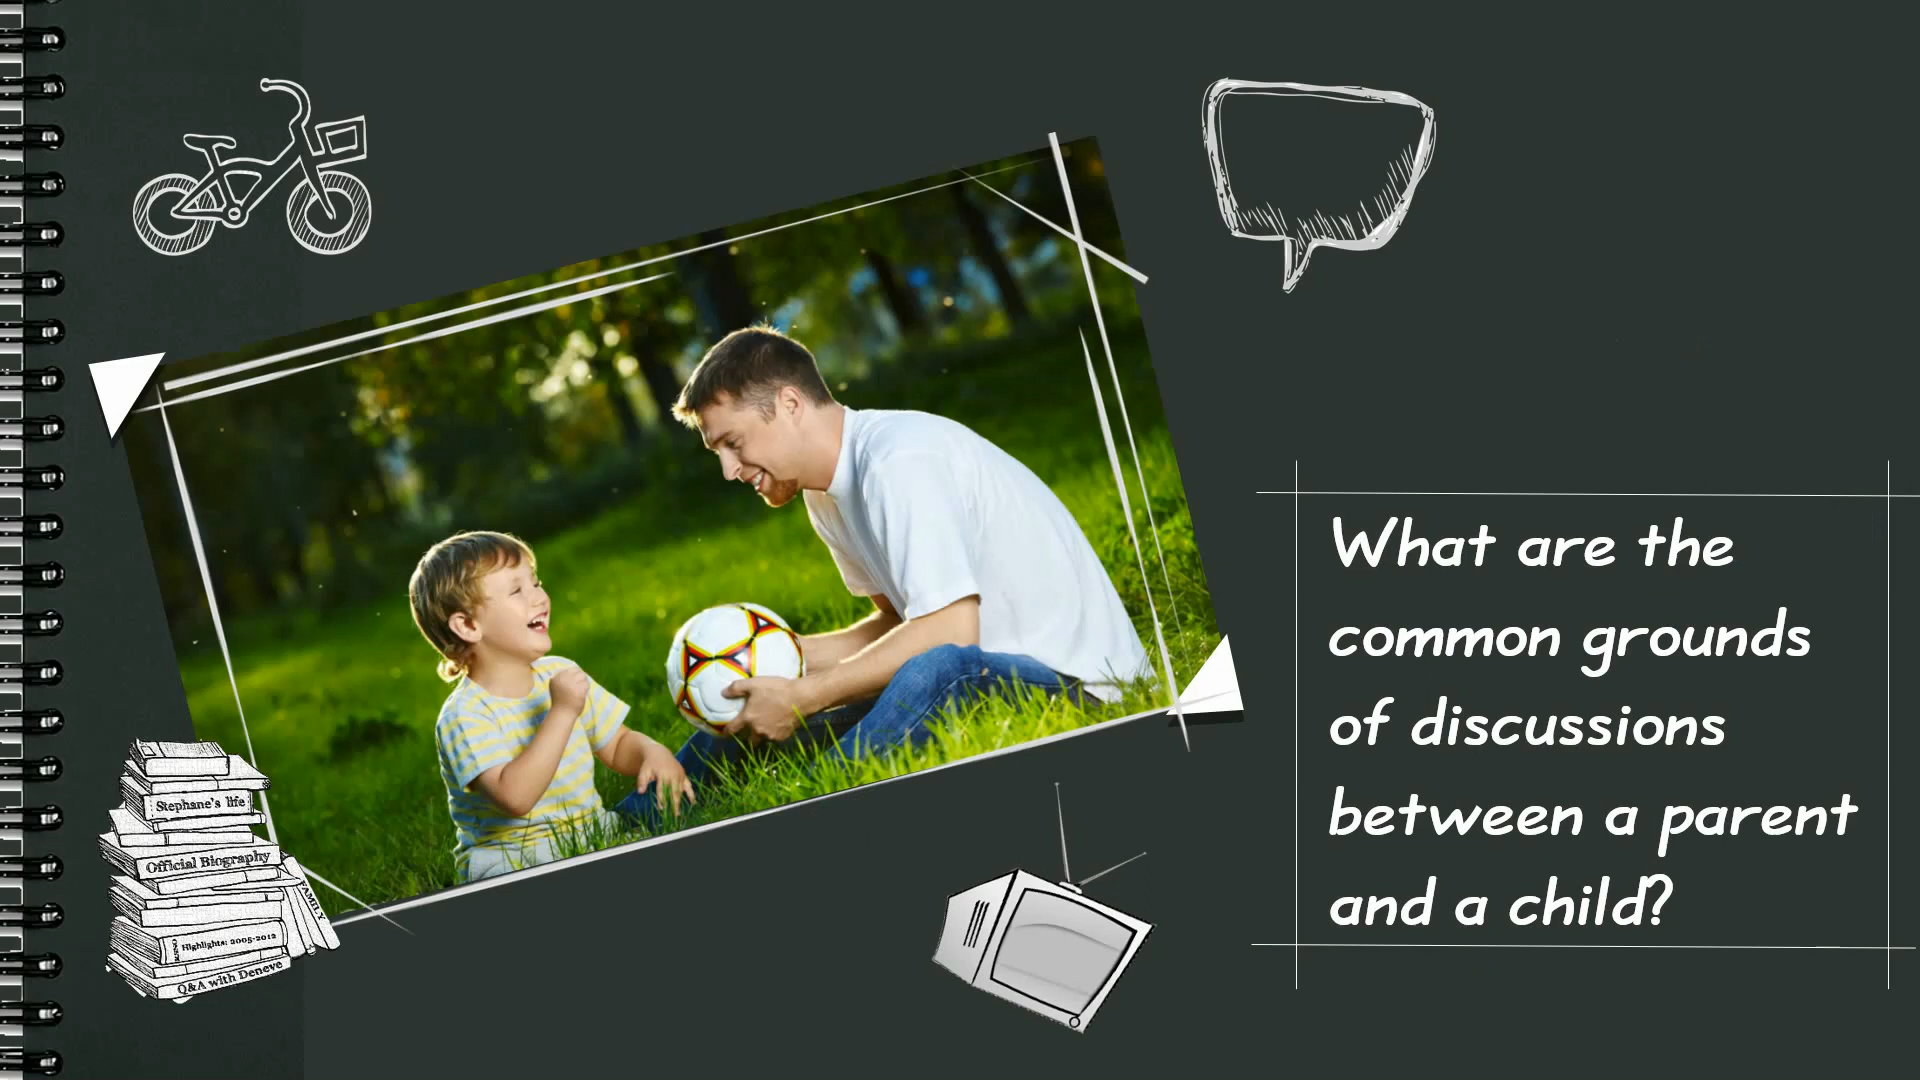 What are the
common grounds
of discussions
between a parent
and a child?
Stephane's life
Official Biography
FAMILY
Highlights: 2005-2012
Q&A with Deneve